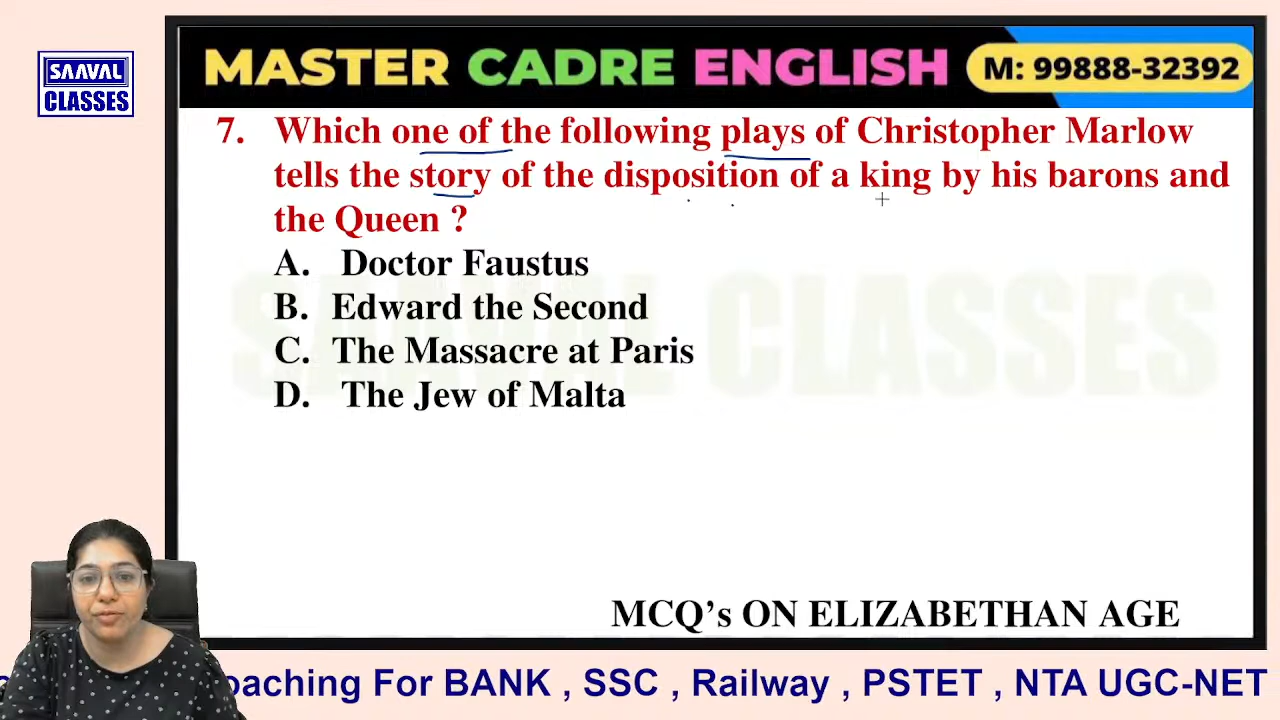 SAAVAL
CLASSES
MASTER CADRE ENGLISH
M: 99888-32392
7. Which one of the following plays of Christopher Marlow
tells the story of the disposition of a king by his barons and
the Queen ?
A. Doctor Faustus
B. Edward the Second
C. The Massacre at Paris
D. The Jew of Malta
SAAVAL CLASSES
MCQ’s ON ELIZABETHAN AGE
oaching For BANK , SSC , Railway , PSTET , NTA UGC-NET